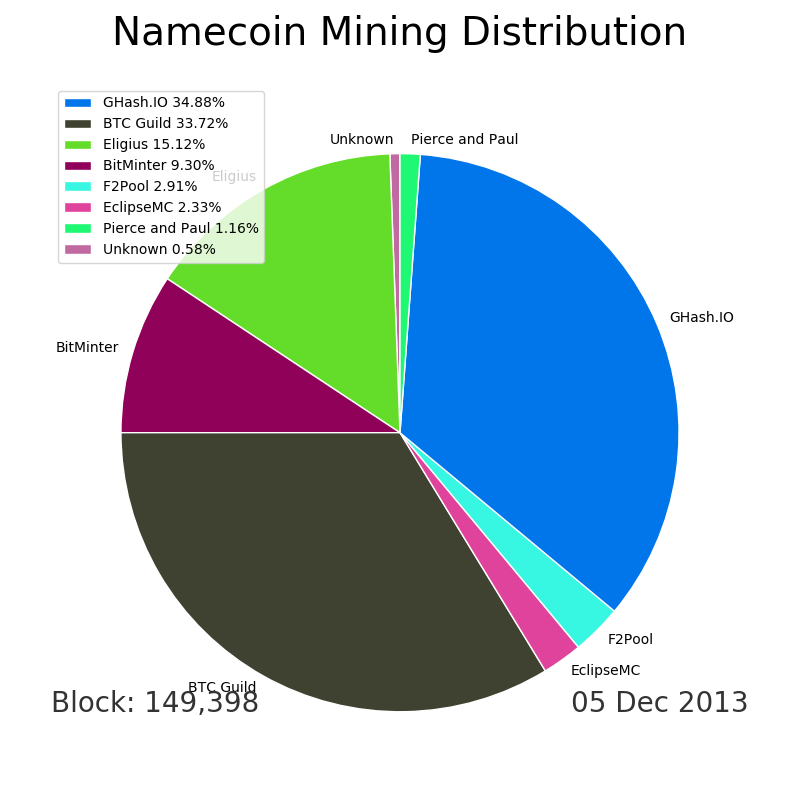 Namecoin Mining Distribution
GHash.IO 34.88%
BTC Guild 33.72%
Eligius 15.12%
BitMinter 9.30%
F2Pool 2.91%
EclipseMC 2.33%
Pierce and Paul 1.16%
Unknown 0.58%
Unknown
Pierce and Paul
Eligius
GHash.IO
BitMinter
F2Pool
EclipseMC
BTC Guild
Block: 149,398
05 Dec 2013